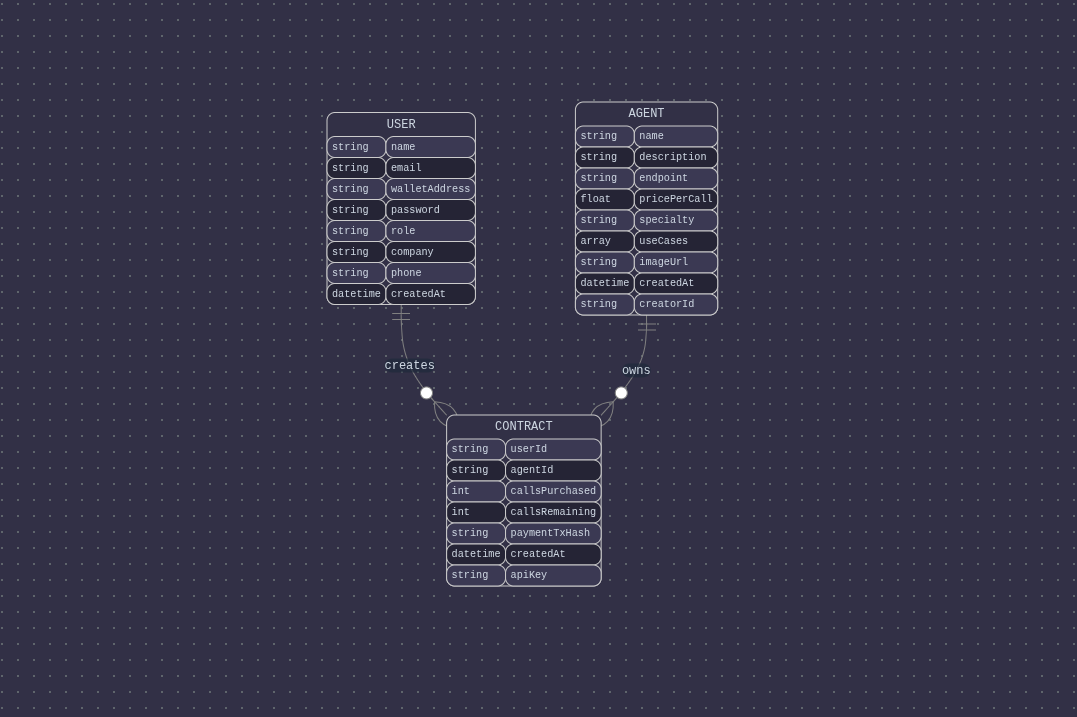 USER
string name
string email
string walletAddress
string password
string role
string company
string phone
datetime createdAt
AGENT
string name
string description
string endpoint
float pricePerCall
string specialty
array useCases
string imageUrl
datetime createdAt
string creatorId
creates
owns
CONTRACT
string userId
string agentId
int callsPurchased
int callsRemaining
string paymentTxHash
datetime createdAt
string apiKey